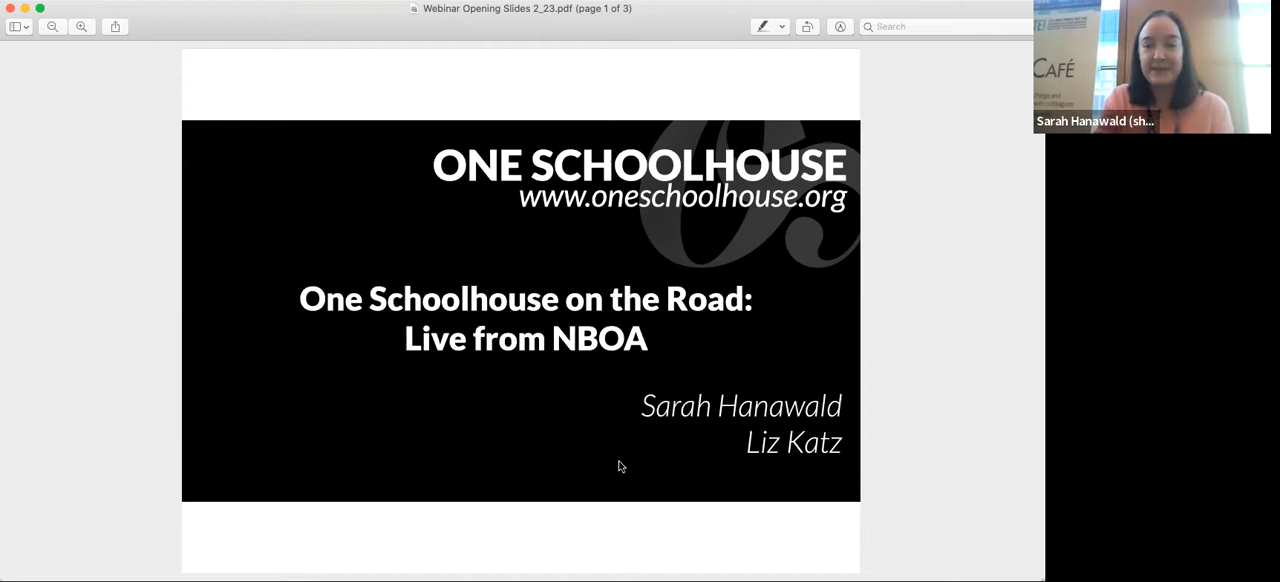 Webinar Opening Slides 2_23.pdf (page 1 of 3)
Search
CAFÉ
Sarah Hanawald (sh...
ONE SCHOOLHOUSE
www.oneschoolhouse.org
One Schoolhouse on the Road:
Live from NBOA
Sarah Hanawald
Liz Katz